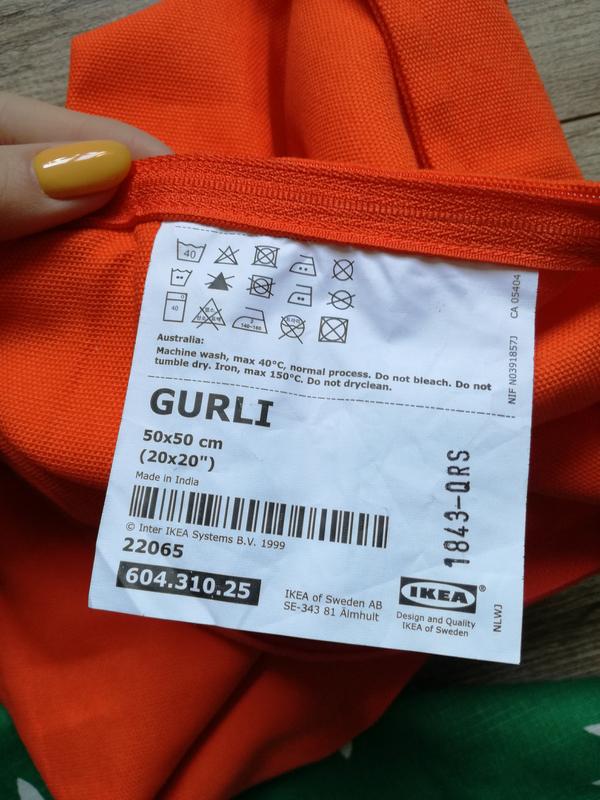 40
40
140-160
Australia:
Machine wash, max 40°C, normal process. Do not bleach. Do not
tumble dry. Iron, max 150°C. Do not dryclean.
GURLI
50x50 cm
(20x20")
Made in India
© Inter IKEA Systems B.V. 1999
22065
604.310.25
IKEA of Sweden AB
SE-343 81 Älmhult
IKEA®
Design and Quality
IKEA of Sweden
1843-QRS
NLWJ
NIF N0391857J
CA 05404